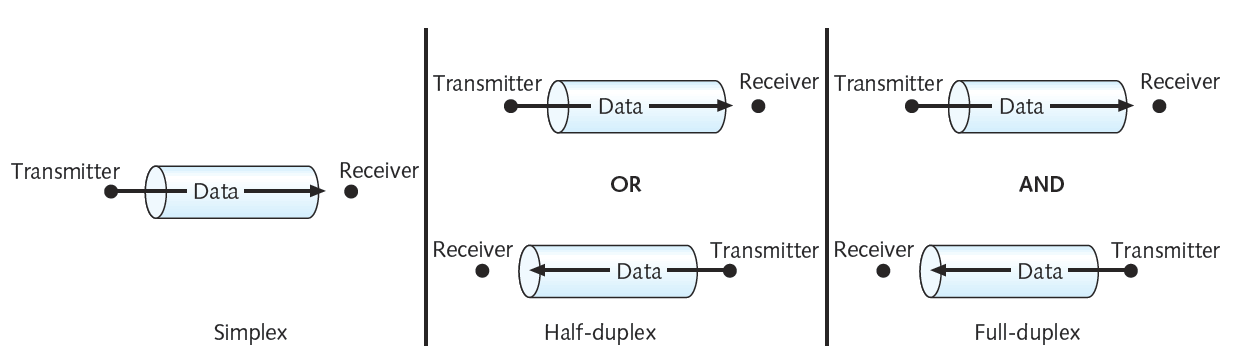 Transmitter
Receiver
Data
Simplex
Transmitter
Receiver
Data
OR
Receiver
Transmitter
Data
Half-duplex
Transmitter
Receiver
Data
AND
Receiver
Transmitter
Data
Full-duplex